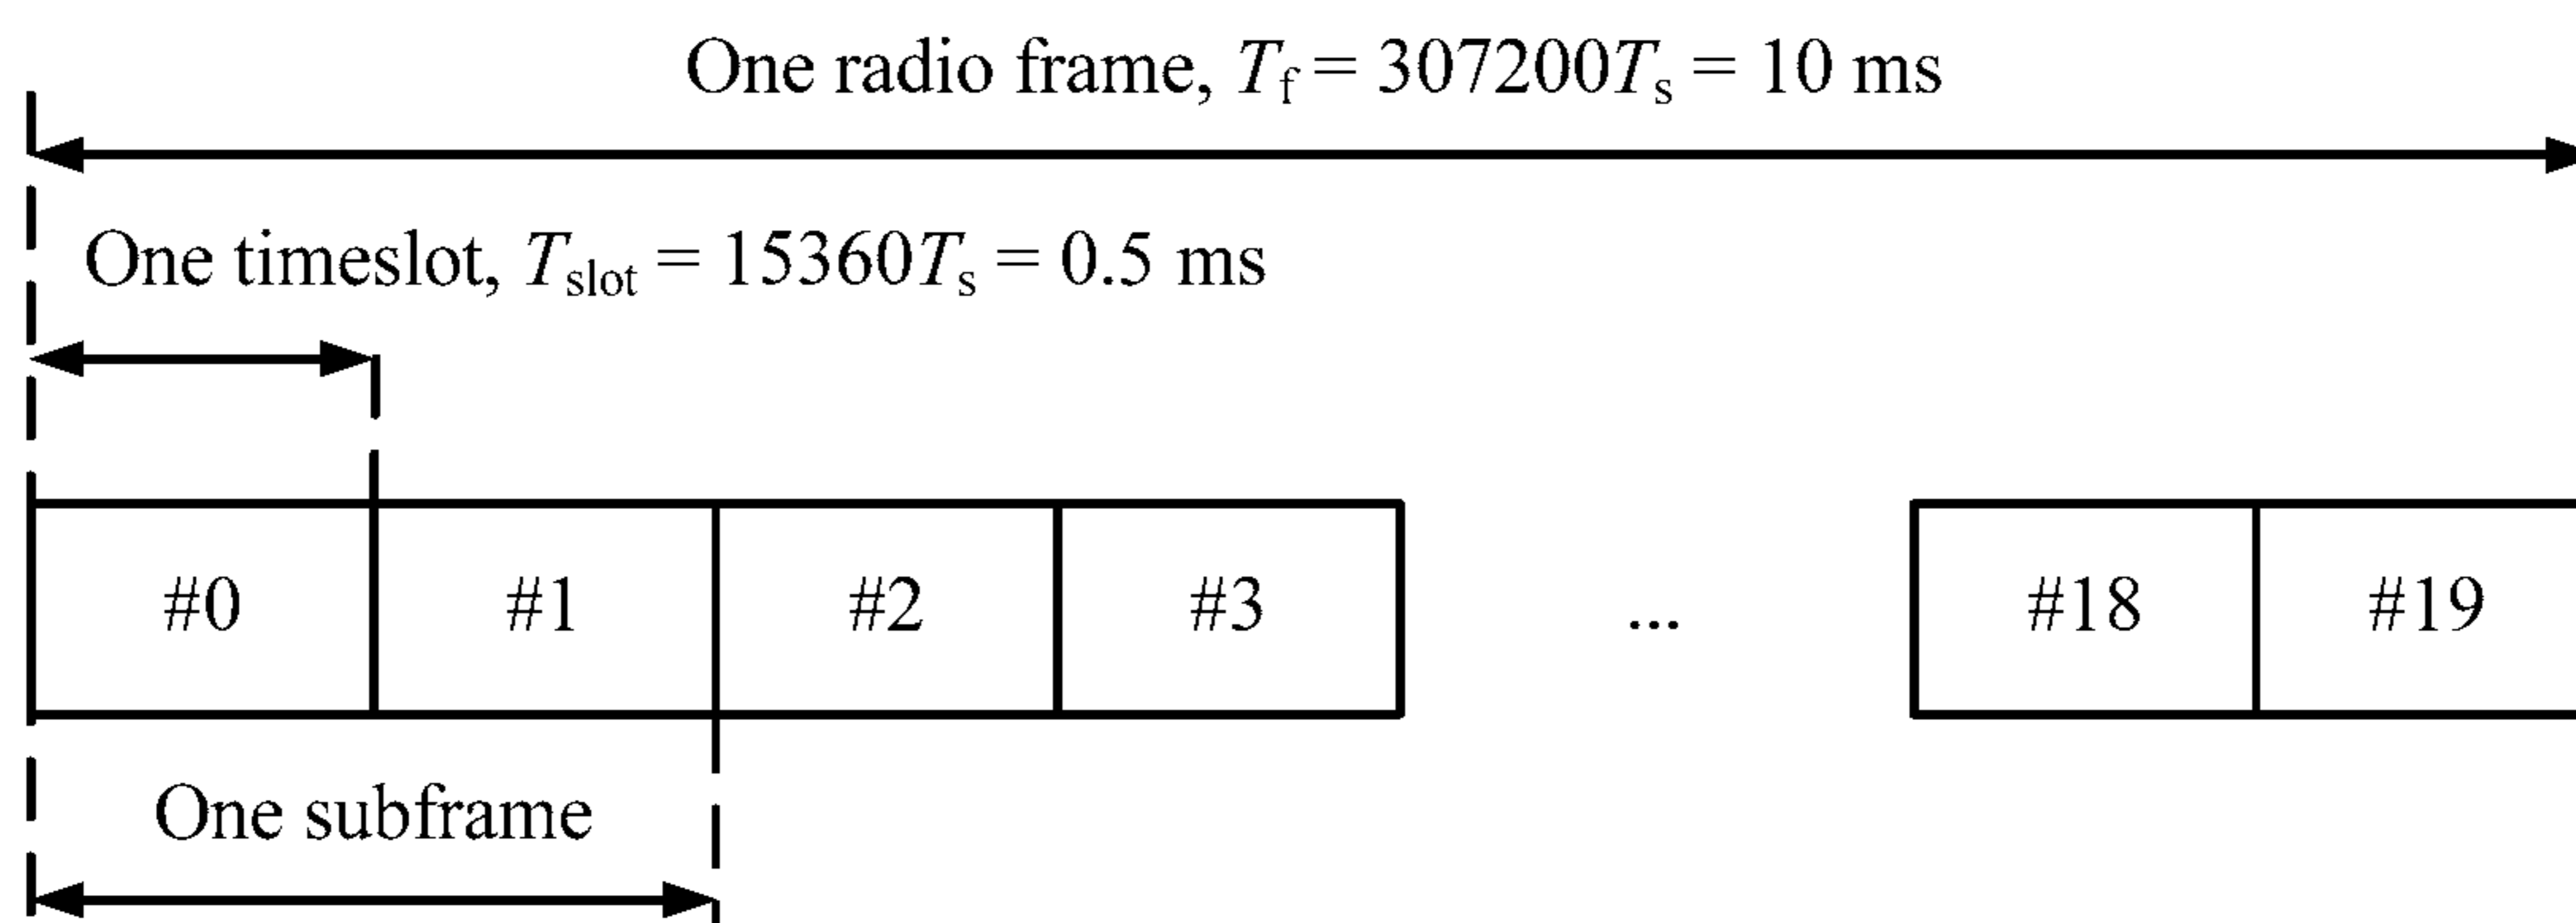 One radio frame, Tf = 307200Ts = 10 ms
One timeslot, Tslot = 15360Ts = 0.5 ms
#0 #1 #2 #3 ... #18 #19
One subframe